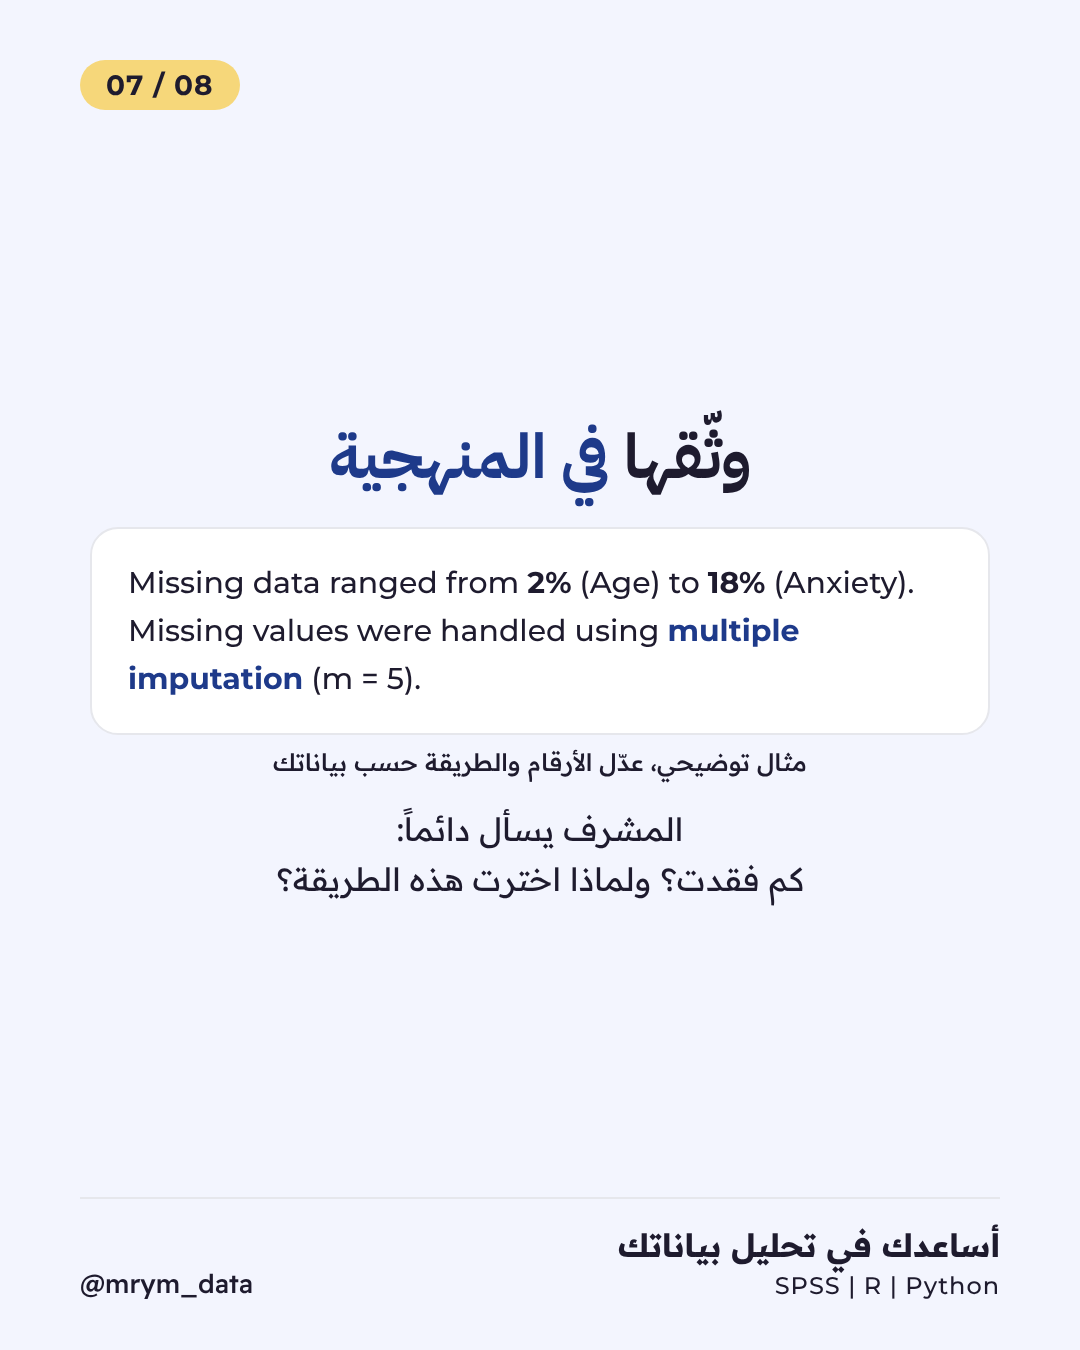 07 / 08
وثّقها في المنهجية
Missing data ranged from 2% (Age) to 18% (Anxiety).
Missing values were handled using multiple
imputation (m = 5).
مثال توضيحي، عدّل الأرقام والطريقة حسب بياناتك
المشرف يسأل دائماً:
كم فقدت؟ ولماذا اخترت هذه الطريقة؟
أساعدك في تحليل بياناتك
SPSS | R | Python
@mrym_data